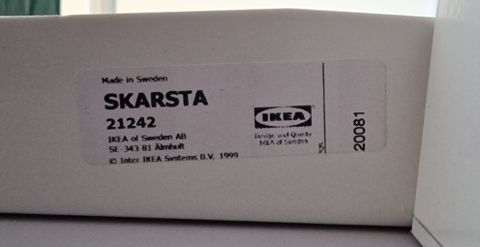 Made in Sweden
SKARSTA
21242
IKEA of Sweden AB
SE-343 81 Älmhult
© Inter IKEA Systems B.V. 1999
IKEA
Design and Quality
IKEA of Sweden
20081